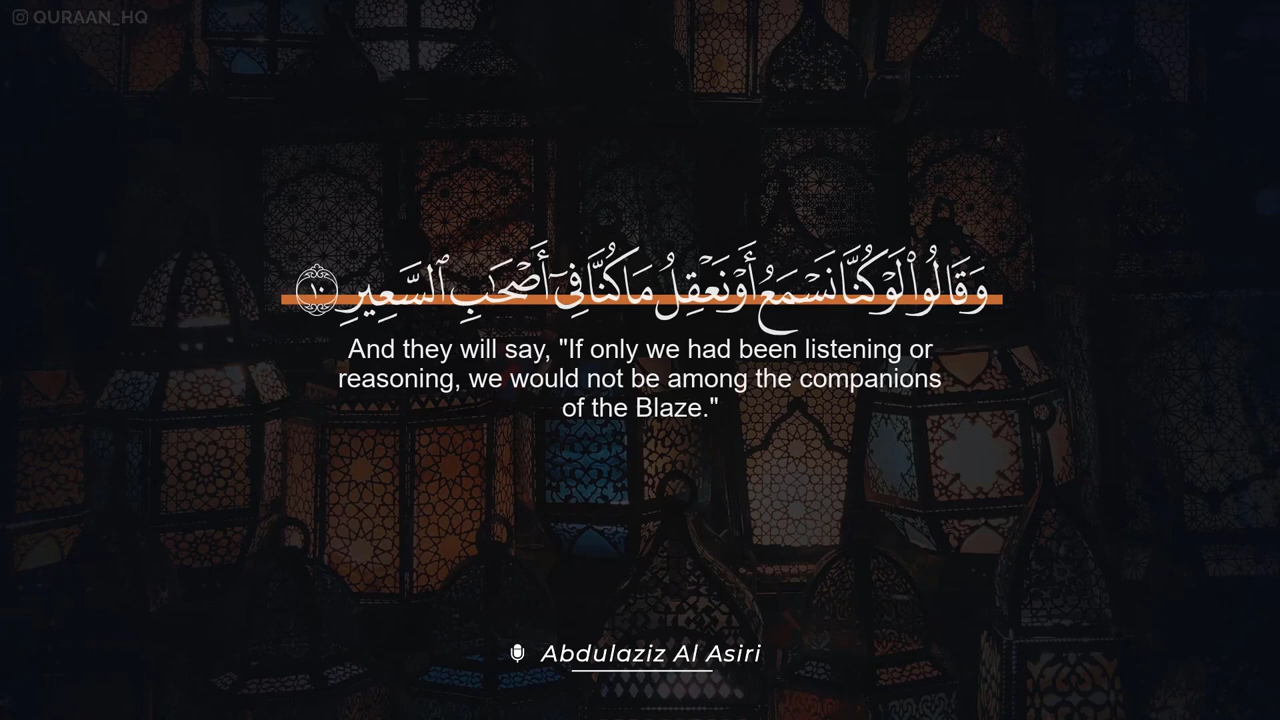 QURAAN_HQ
وَقَالُوا۟ لَوْ كُنَّا نَسْمَعُ أَوْ نَعْقِلُ مَا كُنَّا فِىٓ أَصْحَـٰبِ ٱلسَّعِيرِ ١٠
And they will say, "If only we had been listening or
reasoning, we would not be among the companions
of the Blaze."
Abdulaziz Al Asiri